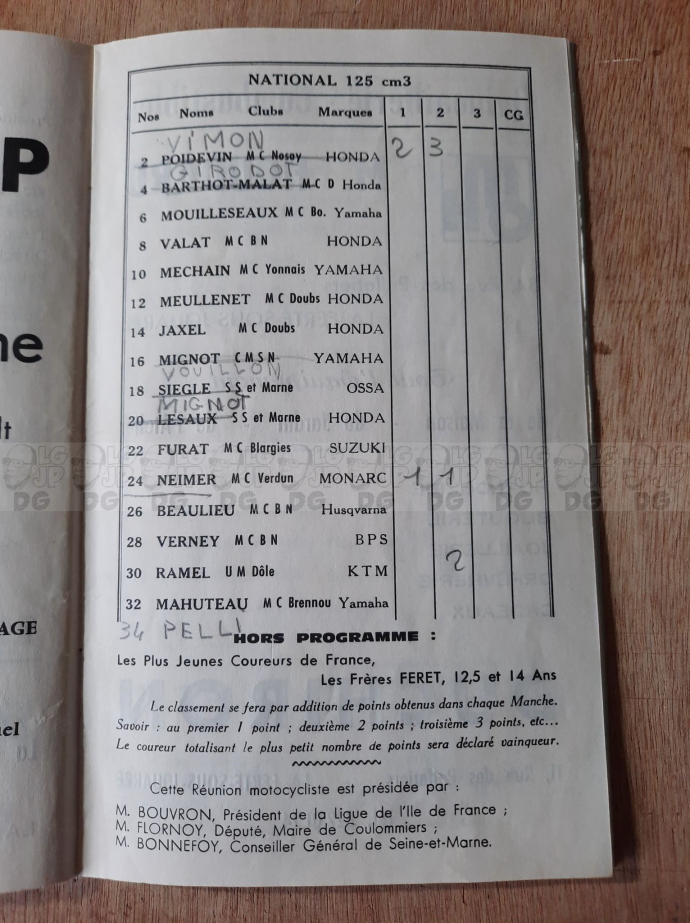 NATIONAL 125 cm3
Nos Noms Clubs Marques 1 2 3 CG
VIMON
2 POIDEVIN M C Nosoy HONDA 2 3
GIRODOT
4 BARTHOT-MALAT M C D Honda
6 MOUILLESEAUX M C Bo. Yamaha
8 VALAT M C B N HONDA
10 MECHAIN M C Yonnais YAMAHA
12 MEULLENET M C Doubs HONDA
14 JAXEL M C Doubs HONDA
16 MIGNOT C M S N YAMAHA
VOUILLON
18 SIEGLE S S et Marne OSSA
MIGNOT
20 LESAUX S S et Marne HONDA
22 FURAT M C Blargies SUZUKI
24 NEIMER M C Verdun MONARC 1 1
26 BEAULIEU M C B N Husqvarna
28 VERNEY M C B N B P S
30 RAMEL U M Dôle K T M 2
32 MAHUTEAU M C Brennou Yamaha
34 PELLI
HORS PROGRAMME :
Les Plus Jeunes Coureurs de France,
Les Frères FERET, 12,5 et 14 Ans
Le classement se fera par addition de points obtenus dans chaque Manche.
Savoir : au premier 1 point ; deuxième 2 points ; troisième 3 points, etc...
Le coureur totalisant le plus petit nombre de points sera déclaré vainqueur.
Cette Réunion motocycliste est présidée par :
M. BOUVRON, Président de la Ligue de l'Ile de France ;
M. FLORNOY, Député, Maire de Coulommiers ;
M. BONNEFOY, Conseiller Général de Seine-et-Marne.